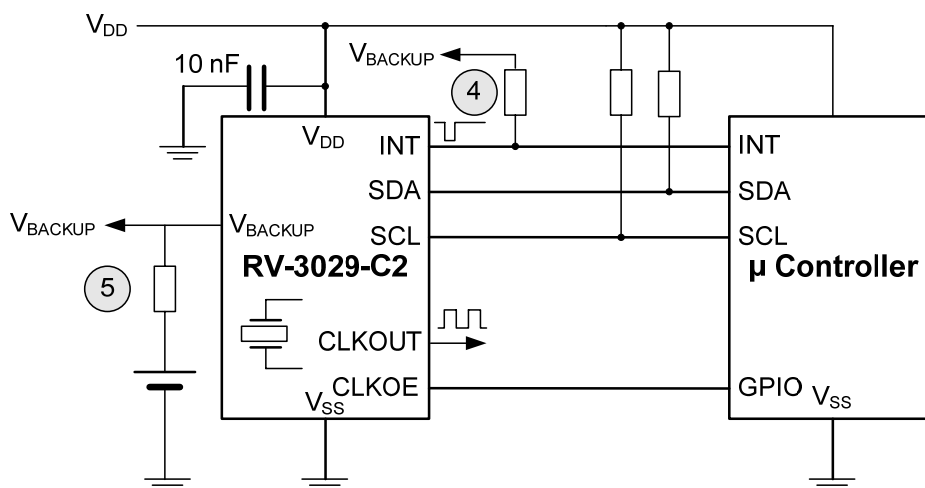 VDD
10 nF
VBACKUP
4
VDD
INT
INT
SDA
SDA
VBACKUP
VBACKUP
SCL
SCL
RV-3029-C2
µ Controller
5
CLKOUT
CLKOE
GPIO
VSS
VSS